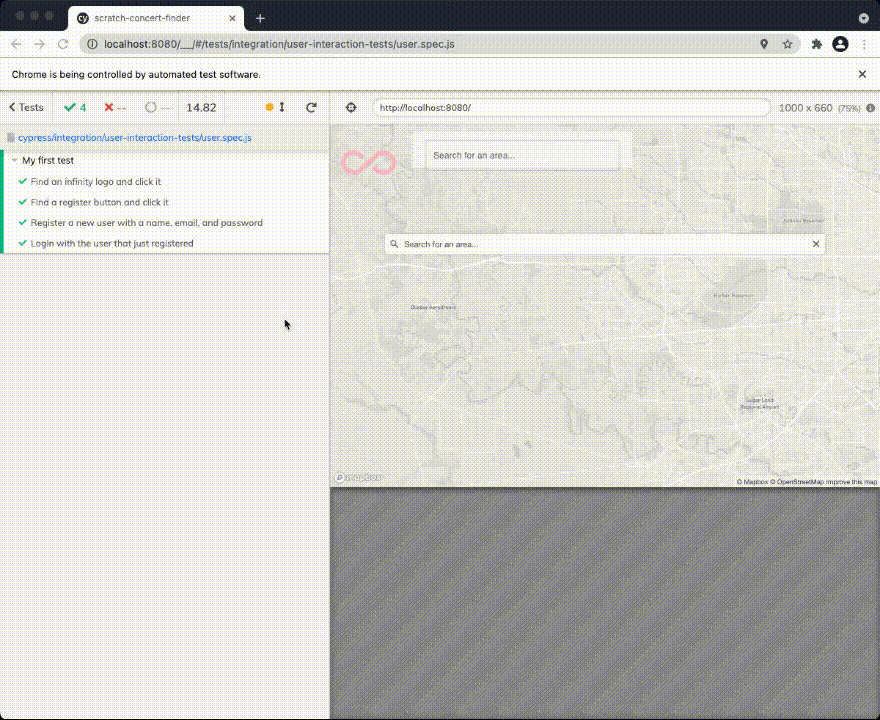 cy scratch-concert-finder
localhost:8080/__/#/tests/integration/user-interaction-tests/user.spec.js
Chrome is being controlled by automated test software.
Tests 4 -- -- 14.82
http://localhost:8080/
1000 x 660 (75%)
cypress/integration/user-interaction-tests/user.spec.js
My first test
Find an infinity logo and click it
Find a register button and click it
Register a new user with a name, email, and password
Login with the user that just registered
Search for an area...
Search for an area...
Sugar Land
Regional Airport
mapbox
© Mapbox © OpenStreetMap Improve this map